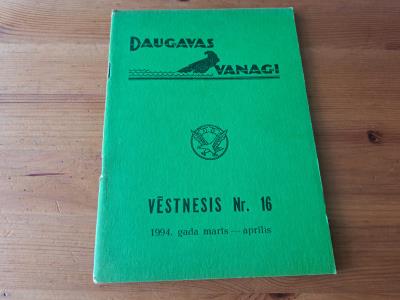 DAUGAVAS
VANAGI
VĒSTNESIS Nr. 16
1994. gada marts — aprīlis